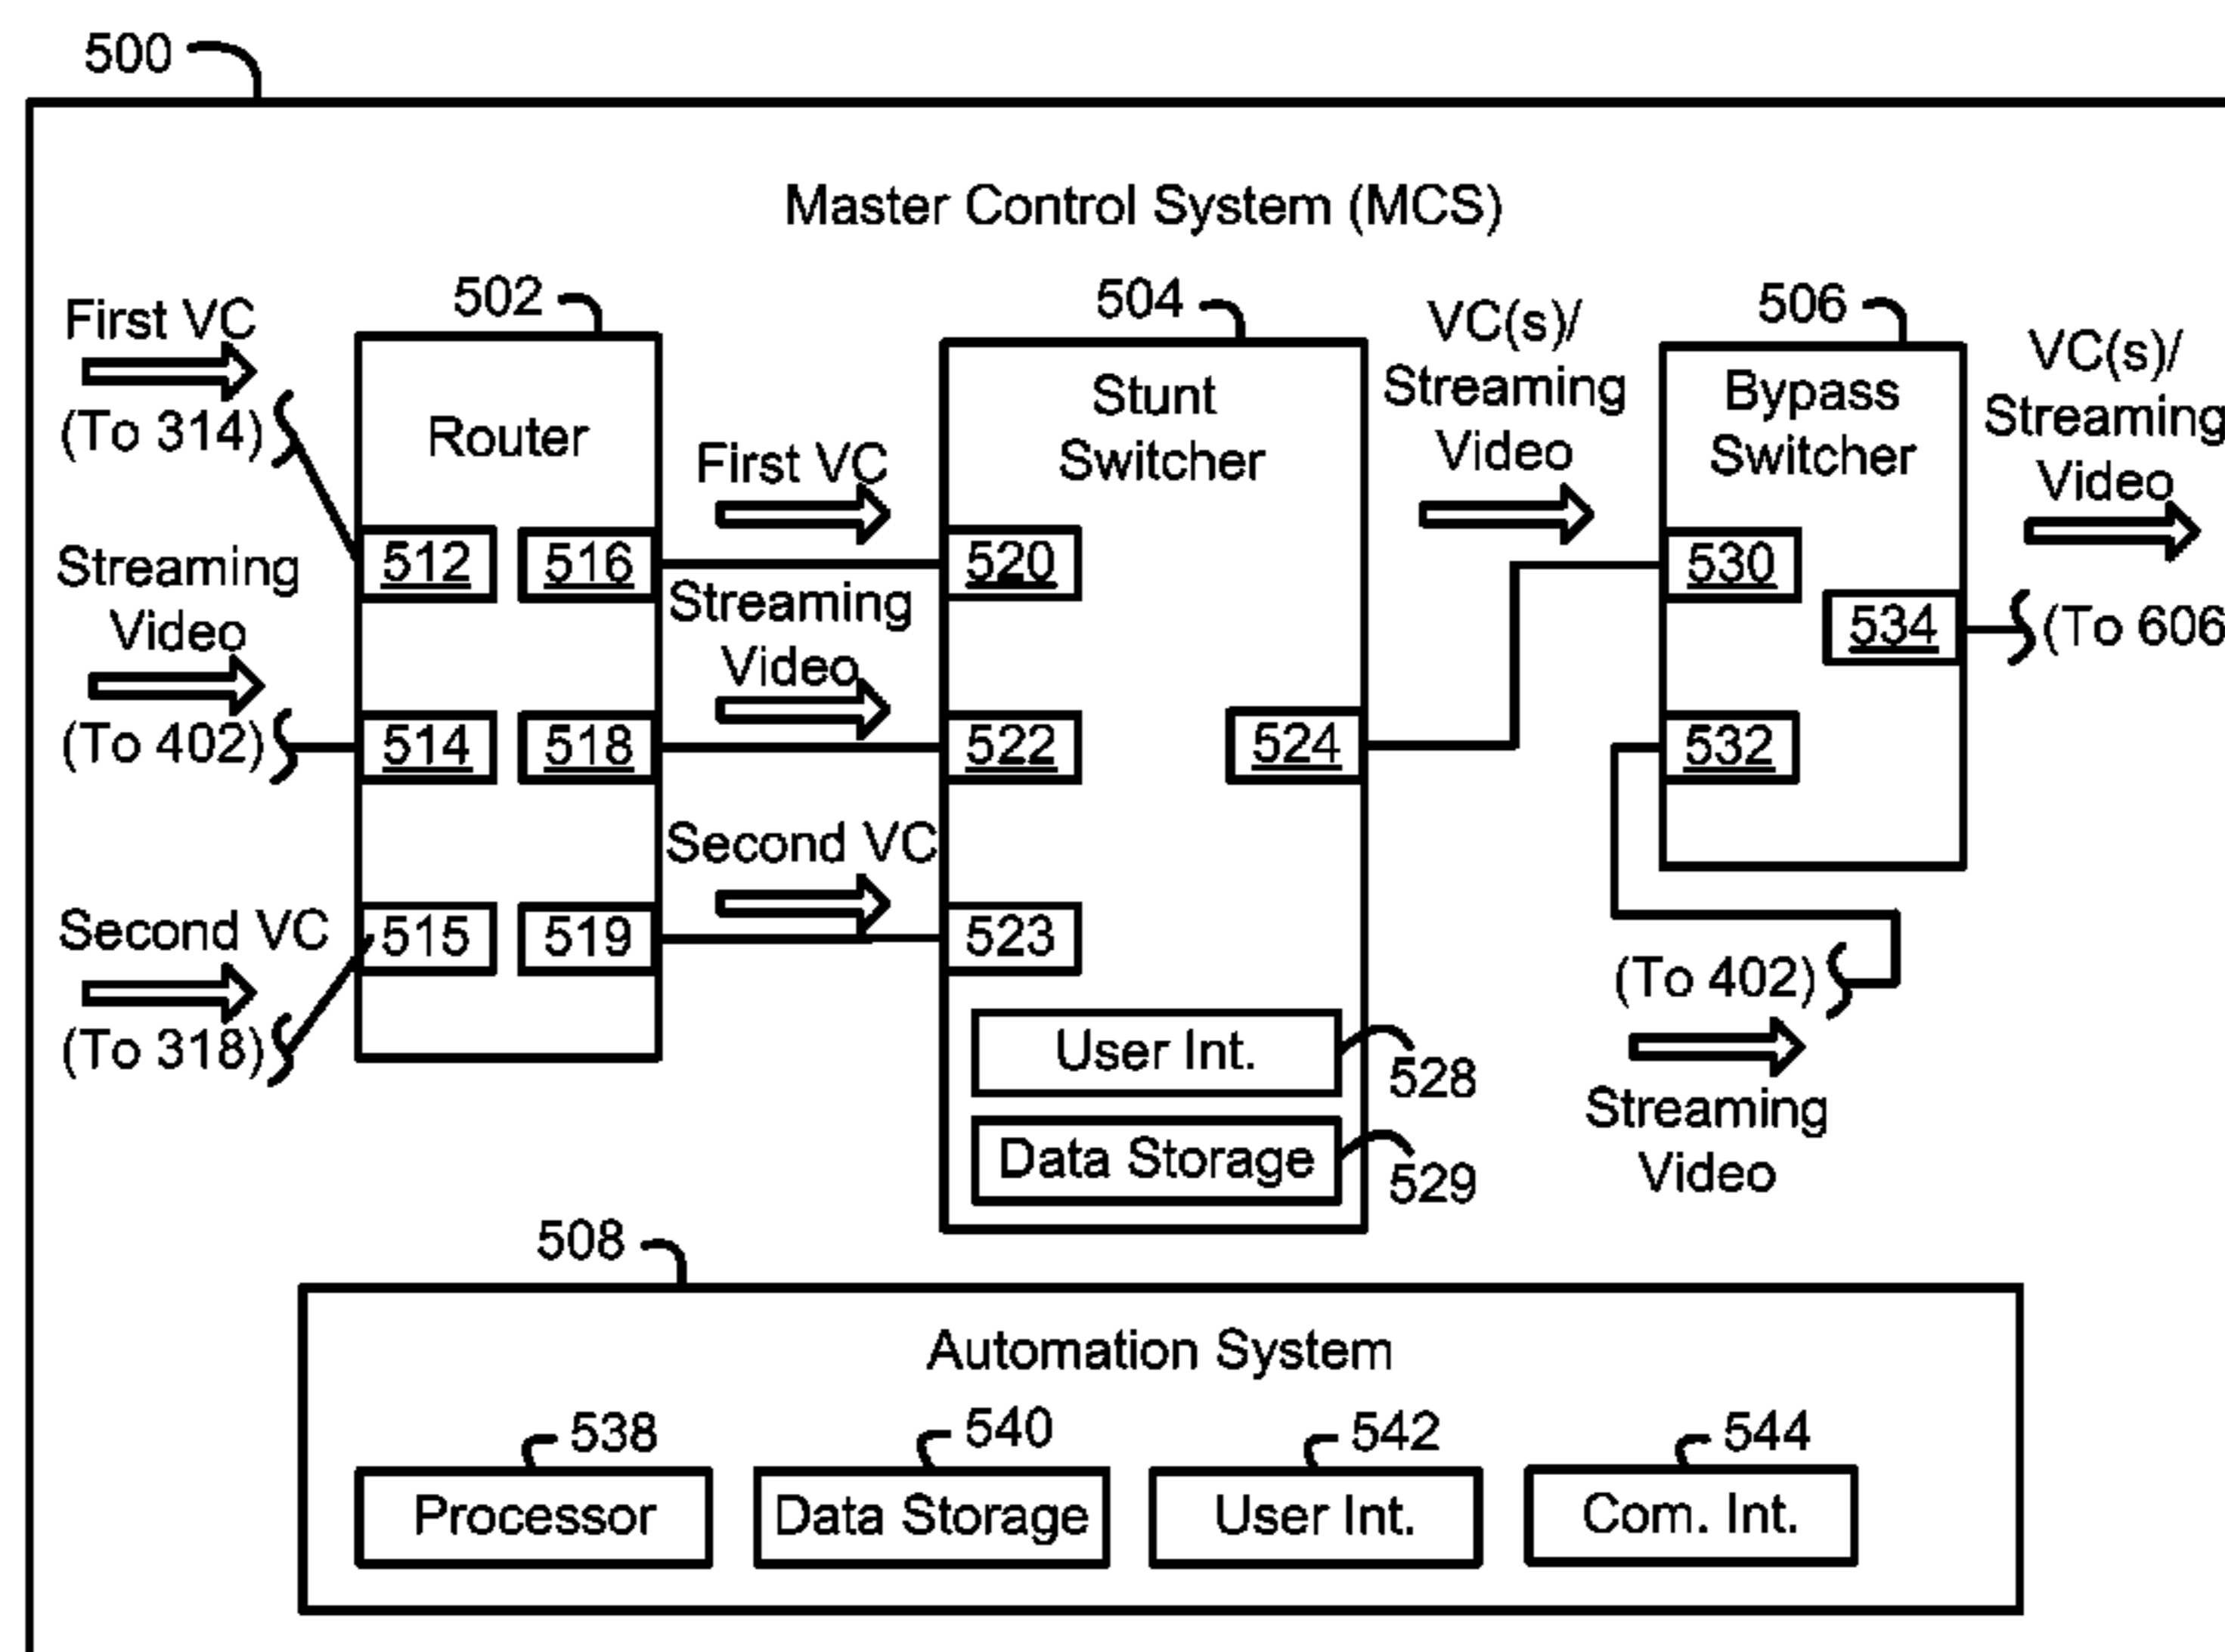 500
Master Control System (MCS)
First VC
(To 314)
Streaming
Video
(To 402)
Second VC
(To 318)
502
Router
512
516
514
518
515
519
First VC
Streaming
Video
Second VC
504
Stunt
Switcher
520
522
524
523
User Int.
528
Data Storage
529
VC(s)/
Streaming
Video
506
Bypass
Switcher
530
534
532
VC(s)/
Streaming
Video
(To 606
(To 402)
Streaming
Video
508
Automation System
538
Processor
540
Data Storage
542
User Int.
544
Com. Int.